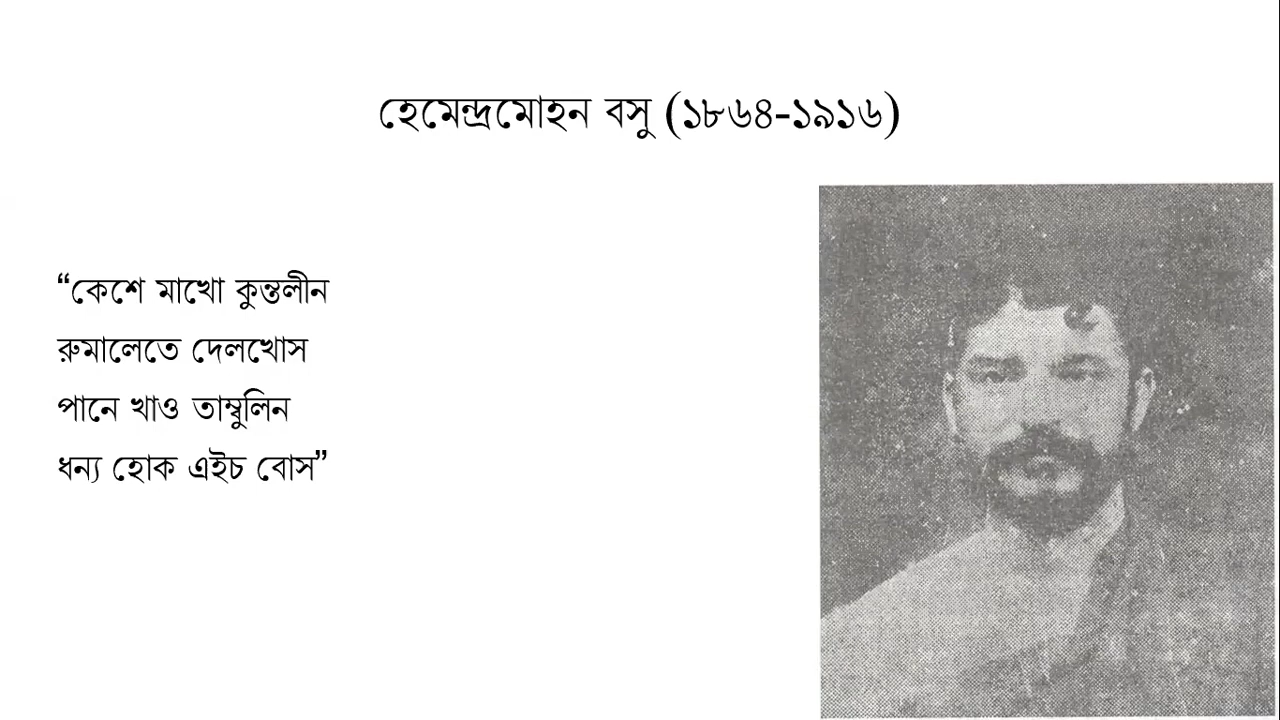 হেমেন্দ্রমোহন বসু (১৮৬৪-১৯১৬)
“কেশে মাখো কুন্তলীন
রুমালেতে দেলখোস
পানে খাও তাম্বুলিন
ধন্য হোক এইচ বোস”